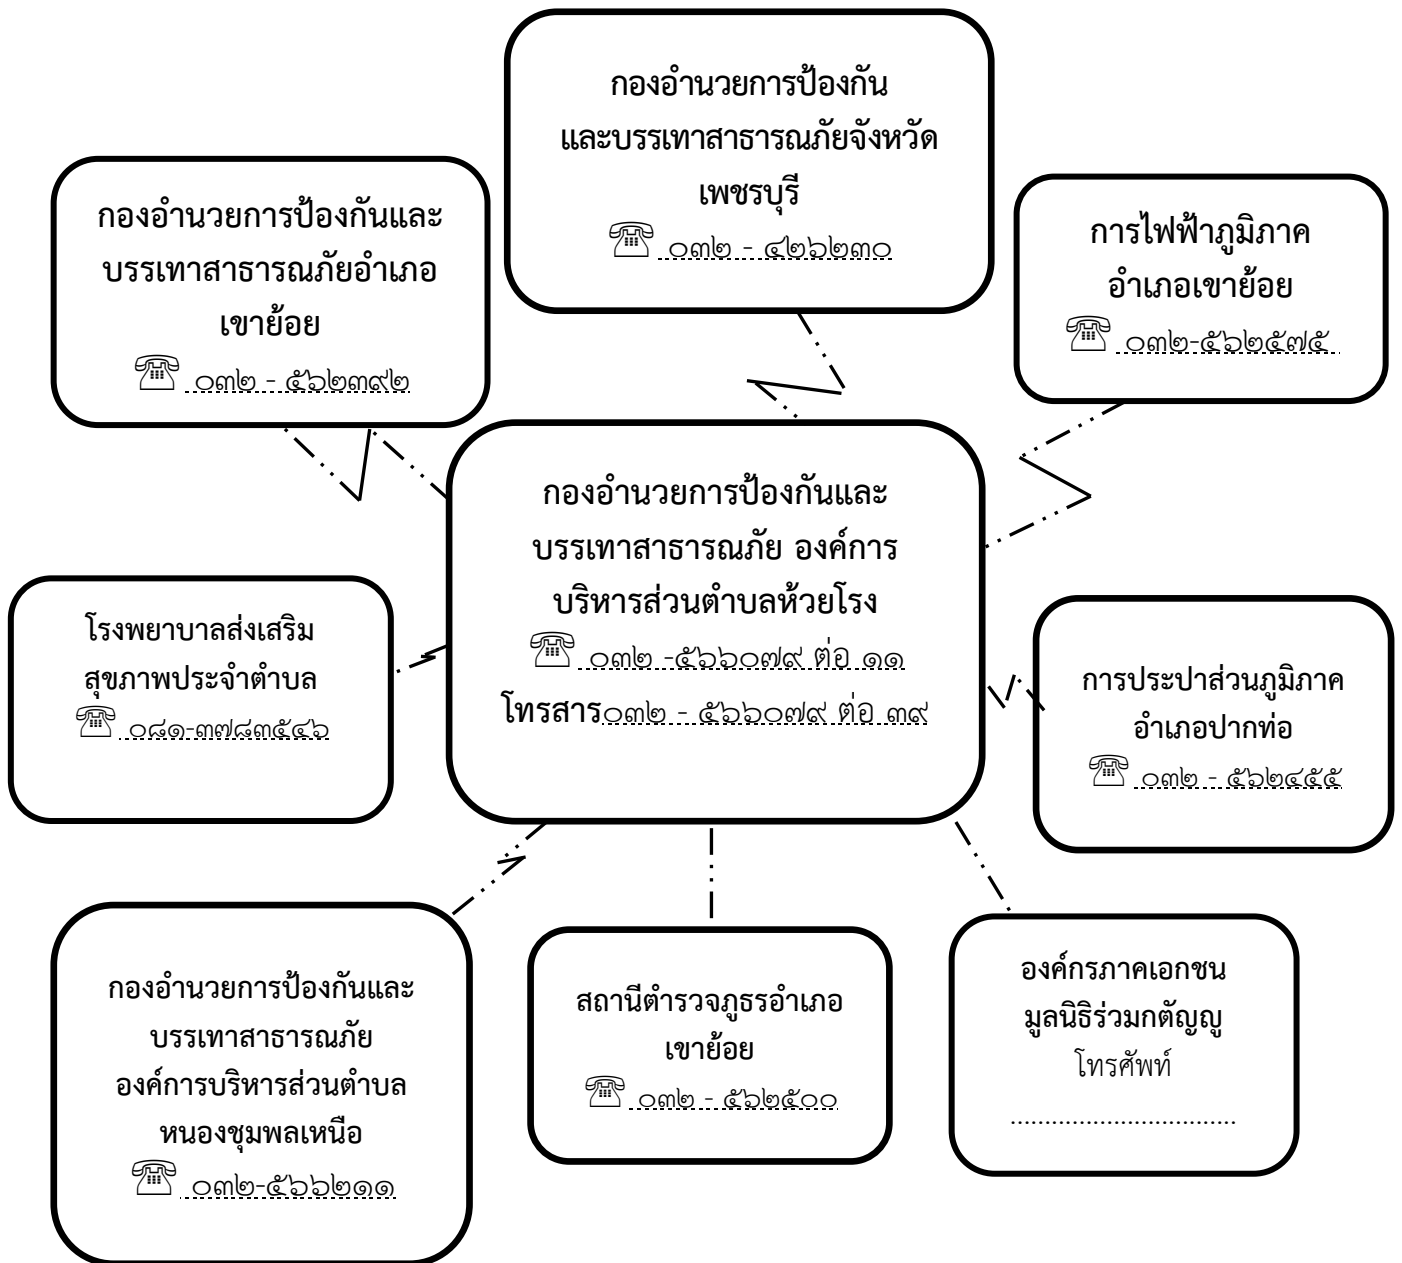 กองอำนวยการป้องกัน
และบรรเทาสาธารณภัยจังหวัด
เพชรบุรี
☏ ๐๓๒ - ๔๒๖๒๓๐
กองอำนวยการป้องกันและ
บรรเทาสาธารณภัยอำเภอ
เขาย้อย
☏ ๐๓๒ - ๕๖๒๓๙๒
การไฟฟ้าภูมิภาค
อำเภอเขาย้อย
☏ ๐๓๒-๕๖๒๕๗๕
กองอำนวยการป้องกันและ
บรรเทาสาธารณภัย องค์การ
บริหารส่วนตำบลห้วยโรง
☏ ๐๓๒ -๕๖๖๐๗๙ ต่อ ๑๑
โทรสาร๐๓๒ - ๕๖๖๐๗๙ ต่อ ๓๙
โรงพยาบาลส่งเสริม
สุขภาพประจำตำบล
☏ ๐๘๑-๓๗๘๓๕๔๖
การประปาส่วนภูมิภาค
อำเภอปากท่อ
☏ ๐๓๒ - ๕๖๒๔๕๕
กองอำนวยการป้องกันและ
บรรเทาสาธารณภัย
องค์การบริหารส่วนตำบล
หนองชุมพลเหนือ
☏ ๐๓๒-๕๖๖๒๑๑
สถานีตำรวจภูธรอำเภอ
เขาย้อย
☏ ๐๓๒ - ๕๖๒๕๐๐
องค์กรภาคเอกชน
มูลนิธิร่วมกตัญญู
โทรศัพท์
.................................